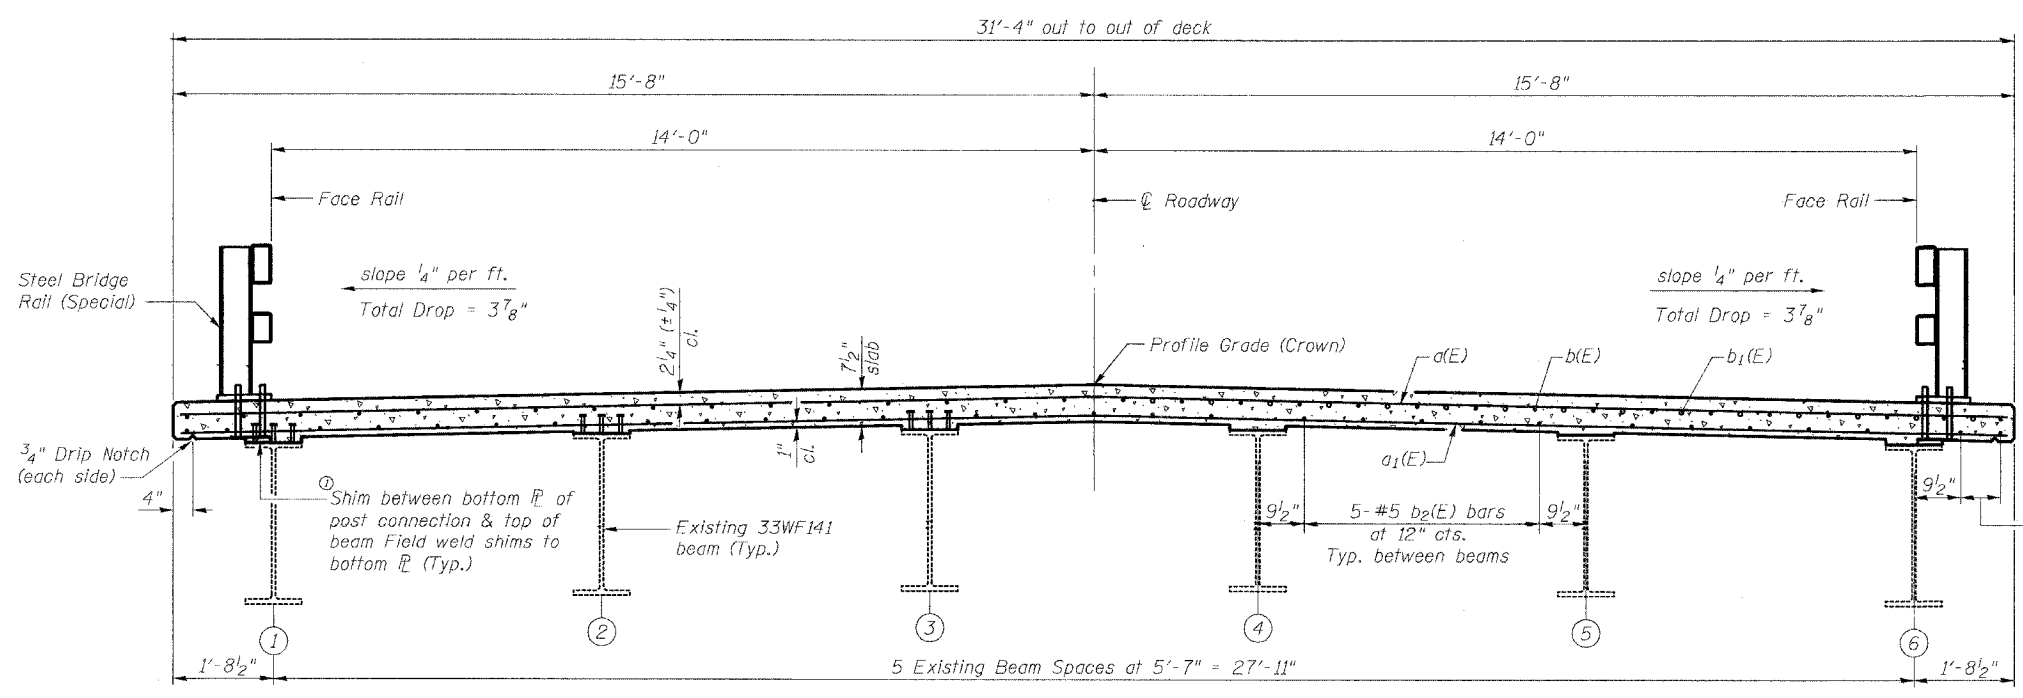 31'-4" out to out of deck
15'-8"
15'-8"
14'-0"
14'-0"
Face Rail
℄ Roadway
Face Rail
Steel Bridge
Rail (Special)
slope 1/4" per ft.
Total Drop = 3 7/8"
2 1/4" (±1/4")
cl.
7 1/2"
slab
Profile Grade (Crown)
a(E)
b(E)
b1(E)
slope 1/4" per ft.
Total Drop = 3 7/8"
3/4" Drip Notch
(each side)
4"
1"
cl.
a1(E)
① Shim between bottom ℙ of
post connection & top of
beam Field weld shims to
bottom ℙ (Typ.)
Existing 33WF141
beam (Typ.)
9 1/2"
5-#5 b2(E) bars
at 12" cts.
Typ. between beams
9 1/2"
9 1/2"
1
2
3
4
5
6
1'-8 1/2"
5 Existing Beam Spaces at 5'-7" = 27'-11"
1'-8 1/2"